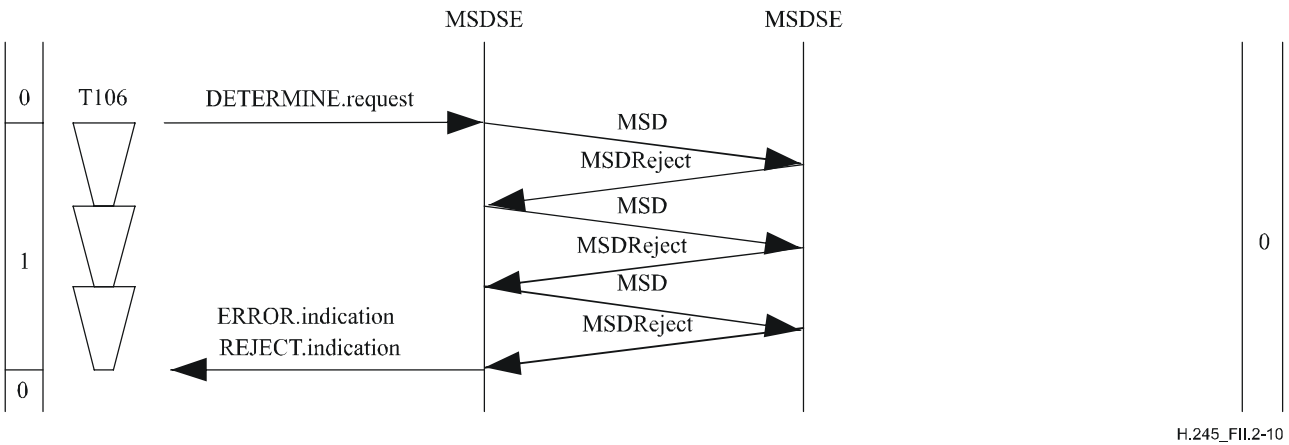 MSDSE
MSDSE
0
T106
DETERMINE.request
MSD
MSDReject
MSD
MSDReject
1
0
MSD
ERROR.indication
MSDReject
REJECT.indication
0
H.245_FII.2-10